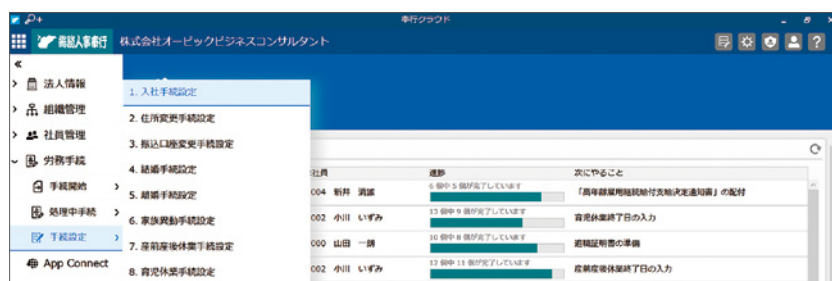 奉行クラウド
総務人事奉行 株式会社オービックビジネスコンサルタント
法人情報
組織管理
社員管理
労務手続
手続開始
処理中手続
手続設定
App Connect
1. 入社手続設定
2. 住所変更手続設定
3. 振込口座変更手続設定
4. 結婚手続設定
5. 離婚手続設定
6. 家族異動手続設定
7. 産前産後休業手続設定
8. 育児休業手続設定
社員 進捗 次にやること
004 新井 6 個中 5 個が完了しています 「高年齢雇用継続給付支給決定通知書」の配付
002 小川 いずみ 13 個中 9 個が完了しています 育児休業終了日の入力
000 山田 一朗 10 個中 8 個が完了しています 退職証明書の準備
002 小川 いずみ 12 個中 11 個が完了しています 産前産後休業終了日の入力